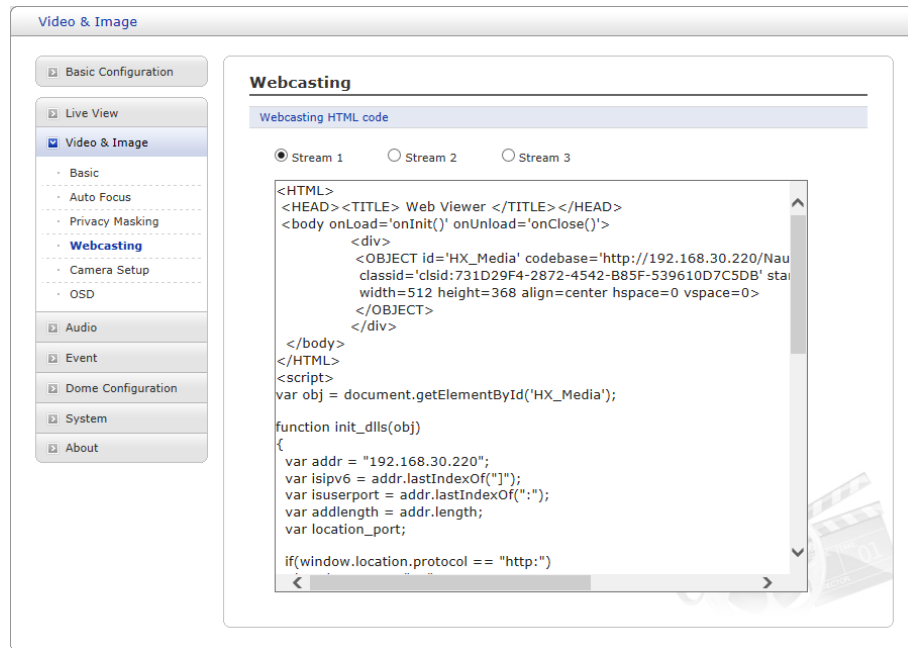 Video & Image
Basic Configuration
Live View
Video & Image
Basic
Auto Focus
Privacy Masking
Webcasting
Camera Setup
OSD
Audio
Event
Dome Configuration
System
About
Webcasting
Webcasting HTML code
Stream 1 Stream 2 Stream 3
<HTML>
<HEAD><TITLE> Web Viewer </TITLE></HEAD>
<body onLoad='onInit()' onUnload='onClose()'>
<div>
<OBJECT id='HX_Media' codebase='http://192.168.30.220/Nau
classid='clsid:731D29F4-2872-4542-B85F-539610D7C5DB' sta
width=512 height=368 align=center hspace=0 vspace=0>
</OBJECT>
</div>
</body>
</HTML>
<script>
var obj = document.getElementById('HX_Media');
function init_dlls(obj)
{
var addr = "192.168.30.220";
var isipv6 = addr.lastIndexOf("]");
var isuserport = addr.lastIndexOf(":");
var addlength = addr.length;
var location_port;
if(window.location.protocol == "http:")
01